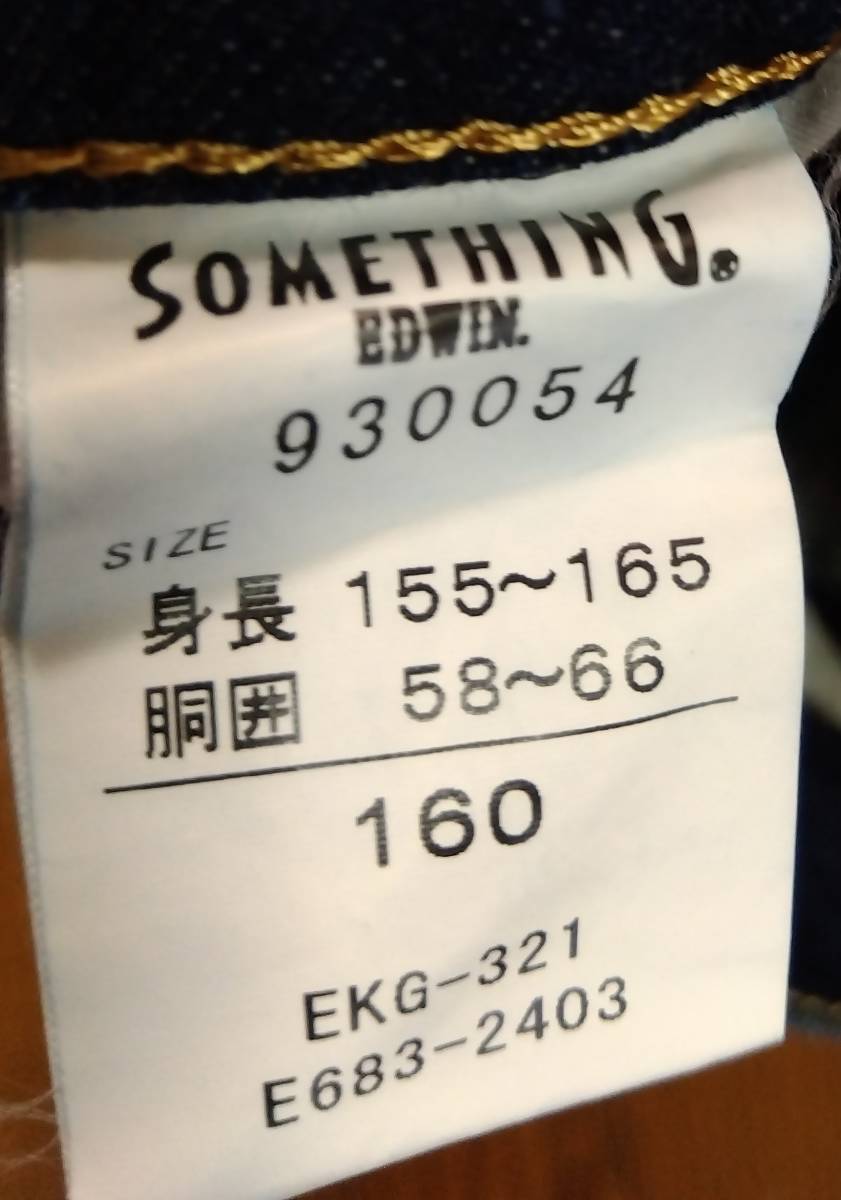 SOMETHING®
EDWIN.
930054
SIZE
身長 155～165
胴囲 58～66
160
EKG-321
E683-2403